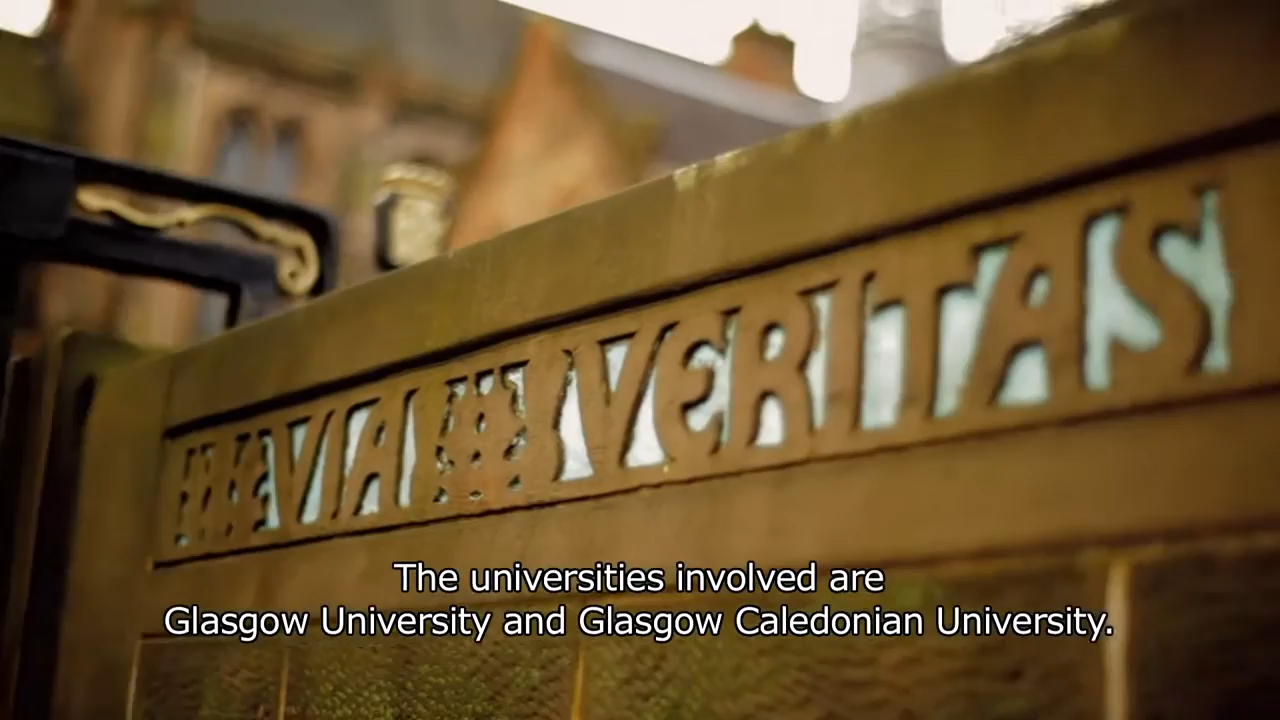 VIA
VERITAS
The universities involved are
Glasgow University and Glasgow Caledonian University.